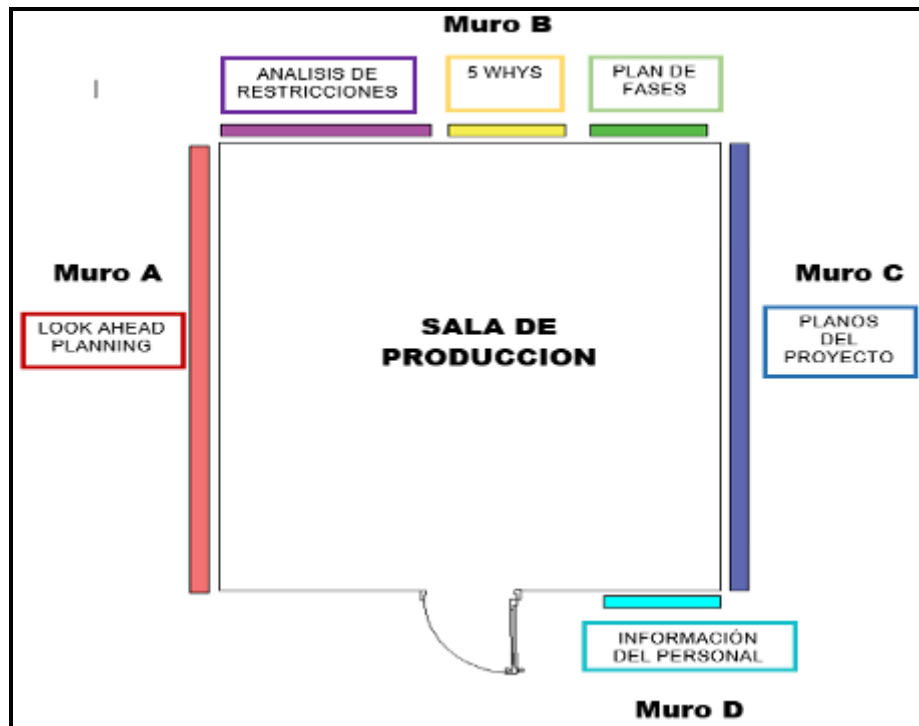 Muro B
ANALISIS DE
RESTRICCIONES
5 WHYS
PLAN DE
FASES
Muro A
LOOK AHEAD
PLANNING
SALA DE
PRODUCCION
Muro C
PLANOS
DEL
PROYECTO
INFORMACIÓN
DEL PERSONAL
Muro D